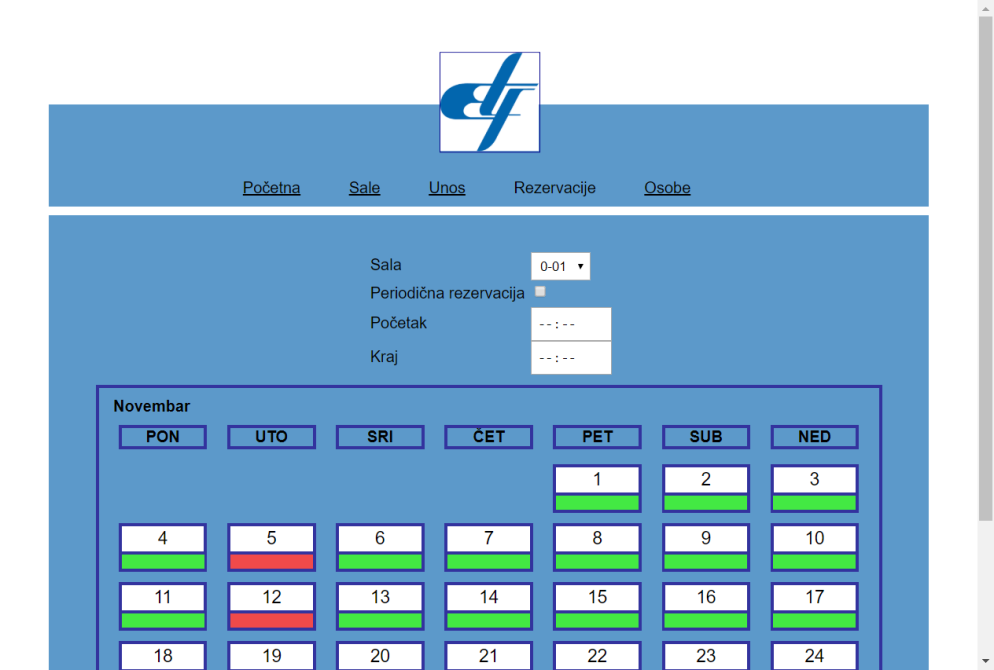 Početna Sale Unos Rezervacije Osobe
Sala 0-01
Periodična rezervacija
Početak --:--
Kraj --:--
Novembar
PON UTO SRI ČET PET SUB NED
1 2 3
4 5 6 7 8 9 10
11 12 13 14 15 16 17
18 19 20 21 22 23 24